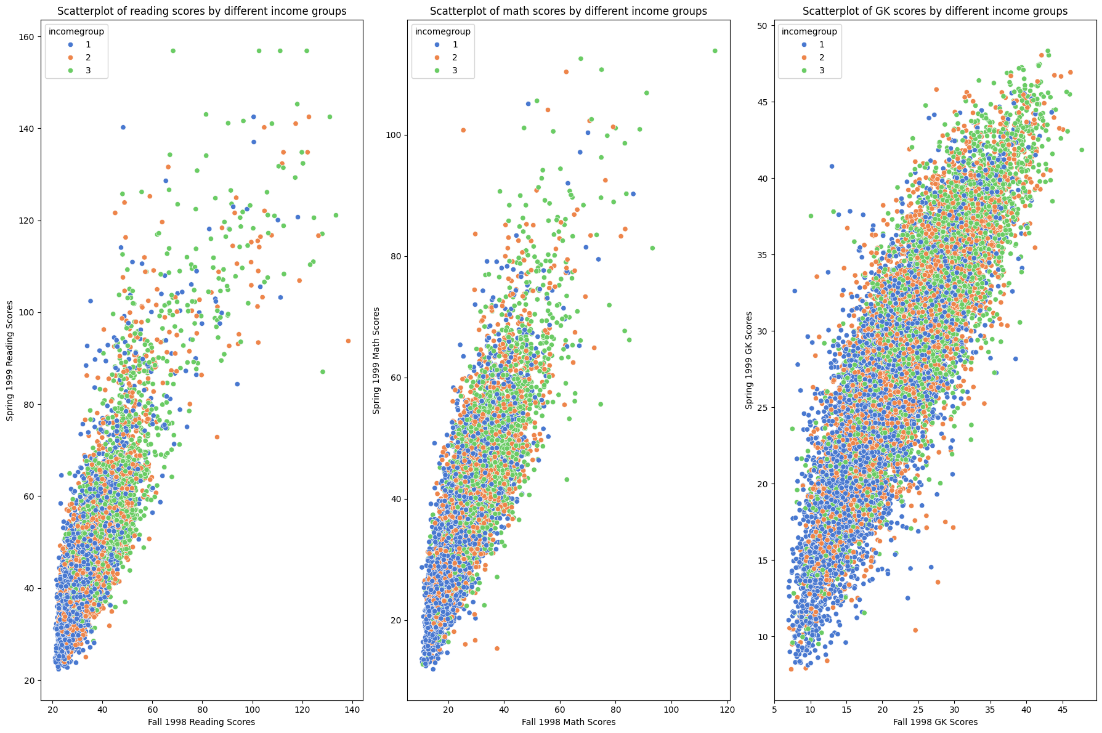 Scatterplot of reading scores by different income groups
incomegroup
1
2
3
160
140
120
100
80
60
40
20
Spring 1999 Reading Scores
20 40 60 80 100 120 140
Fall 1998 Reading Scores
Scatterplot of math scores by different income groups
incomegroup
1
2
3
100
80
60
40
20
Spring 1999 Math Scores
20 40 60 80 100 120
Fall 1998 Math Scores
Scatterplot of GK scores by different income groups
incomegroup
1
2
3
50
45
40
35
30
25
20
15
10
Spring 1999 GK Scores
5 10 15 20 25 30 35 40 45
Fall 1998 GK Scores